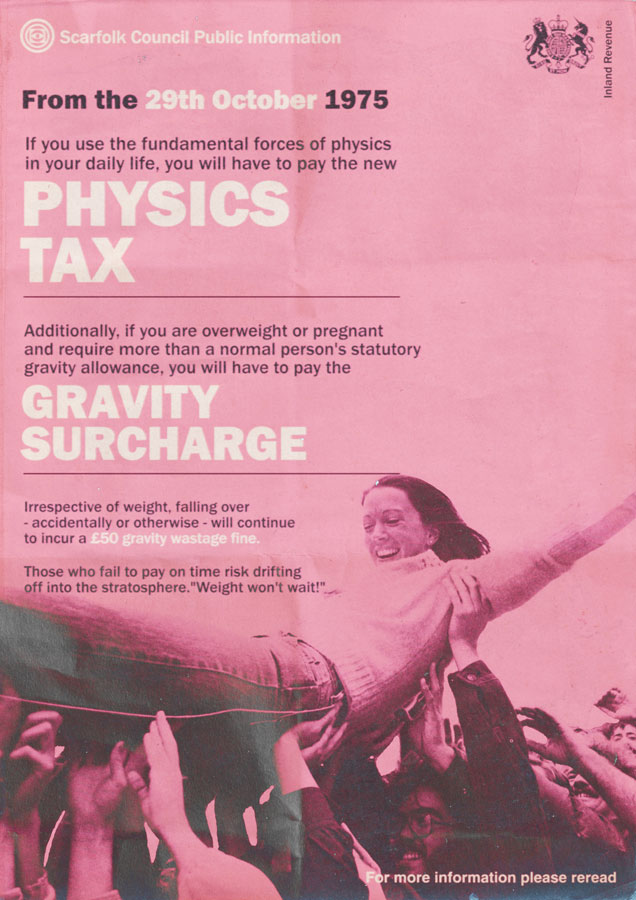 Scarfolk Council Public Information
Inland Revenue
From the 29th October 1975
If you use the fundamental forces of physics
in your daily life, you will have to pay the new
PHYSICS
TAX
Additionally, if you are overweight or pregnant
and require more than a normal person's statutory
gravity allowance, you will have to pay the
GRAVITY
SURCHARGE
Irrespective of weight, falling over
- accidentally or otherwise - will continue
to incur a £50 gravity wastage fine.
Those who fail to pay on time risk drifting
off into the stratosphere."Weight won't wait!"
For more information please reread